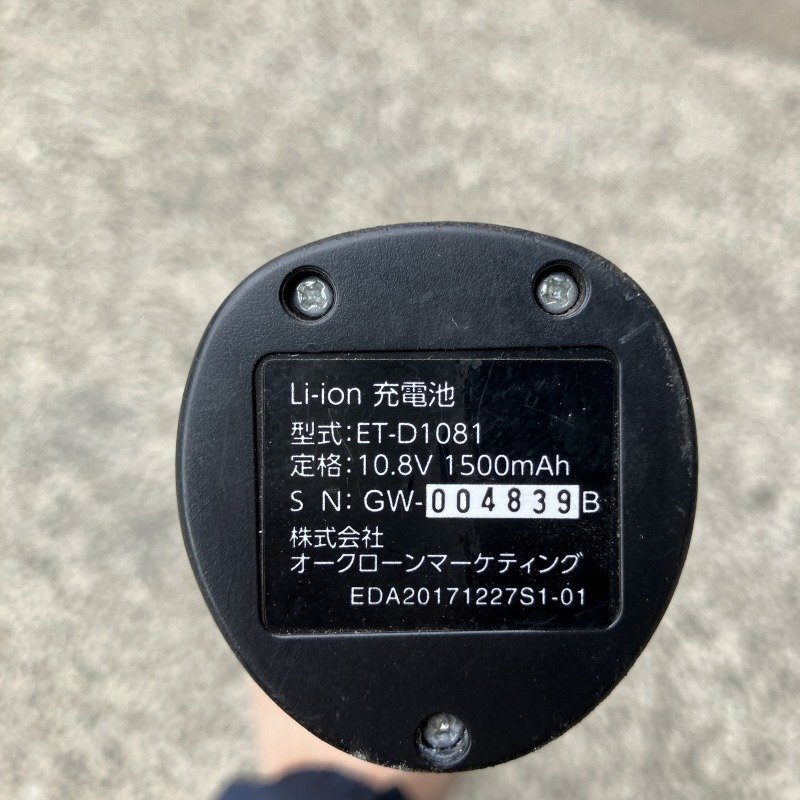 Li-ion 充電池
型式:ET-D1081
定格:10.8V 1500mAh
S N: GW-004839B
株式会社
オークローンマーケティング
EDA20171227S1-01